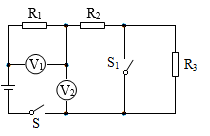 R₁ R₂
V₁ S₁ R₃
V₂
S